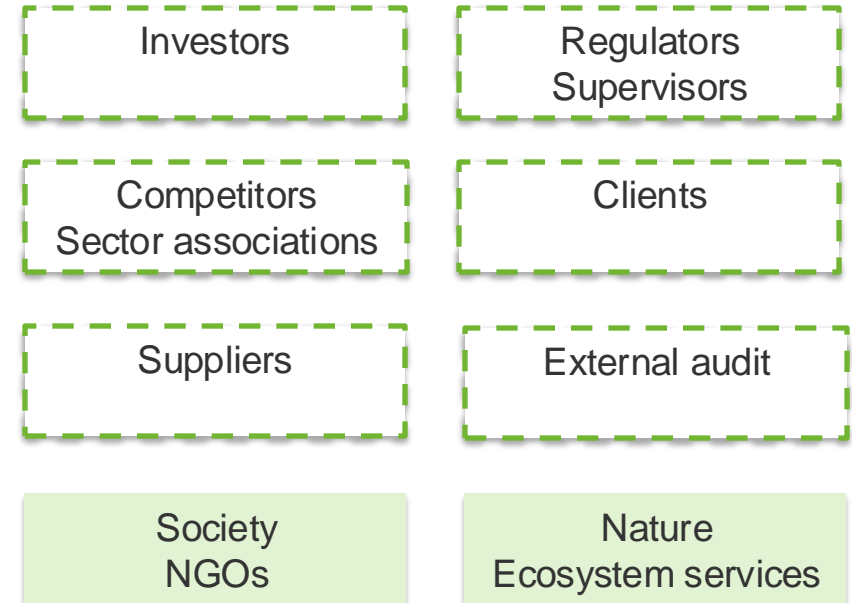 Investors
Regulators
Supervisors
Competitors
Sector associations
Clients
Suppliers
External audit
Society
NGOs
Nature
Ecosystem services